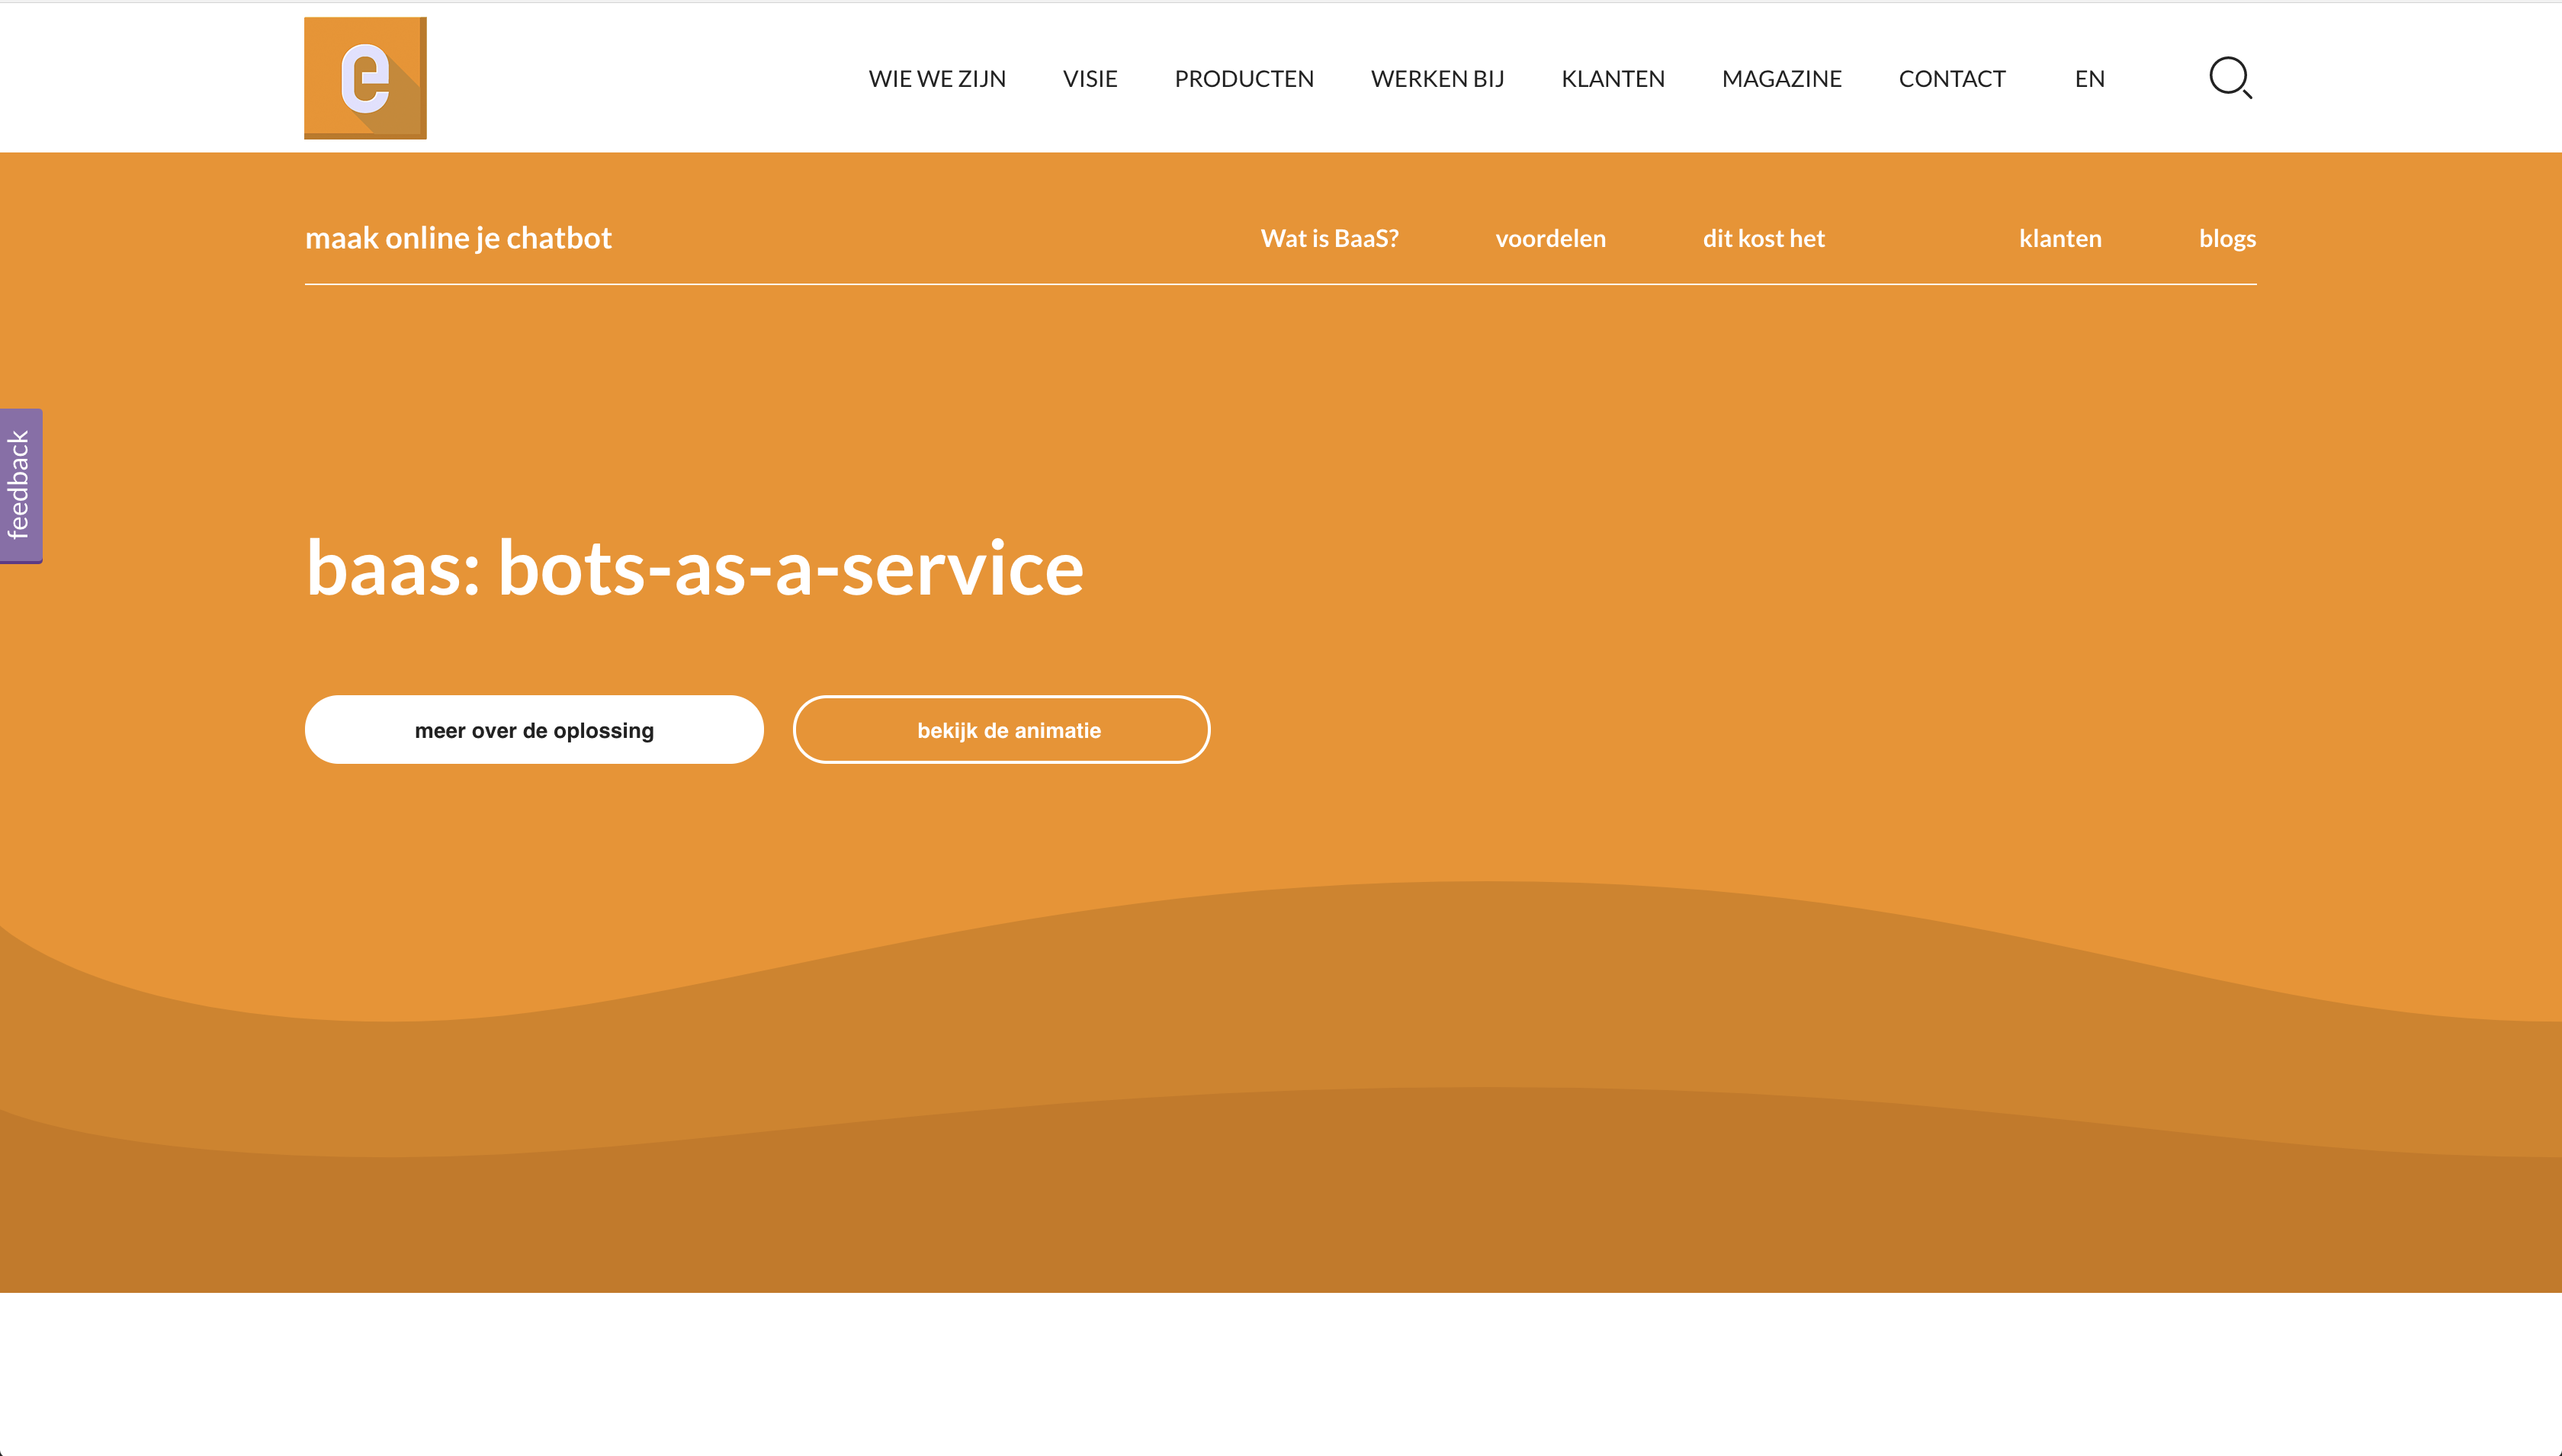 e
WIE WE ZIJN VISIE PRODUCTEN WERKEN BIJ KLANTEN MAGAZINE CONTACT EN
maak online je chatbot Wat is BaaS? voordelen dit kost het klanten blogs
feedback
baas: bots-as-a-service
meer over de oplossing bekijk de animatie